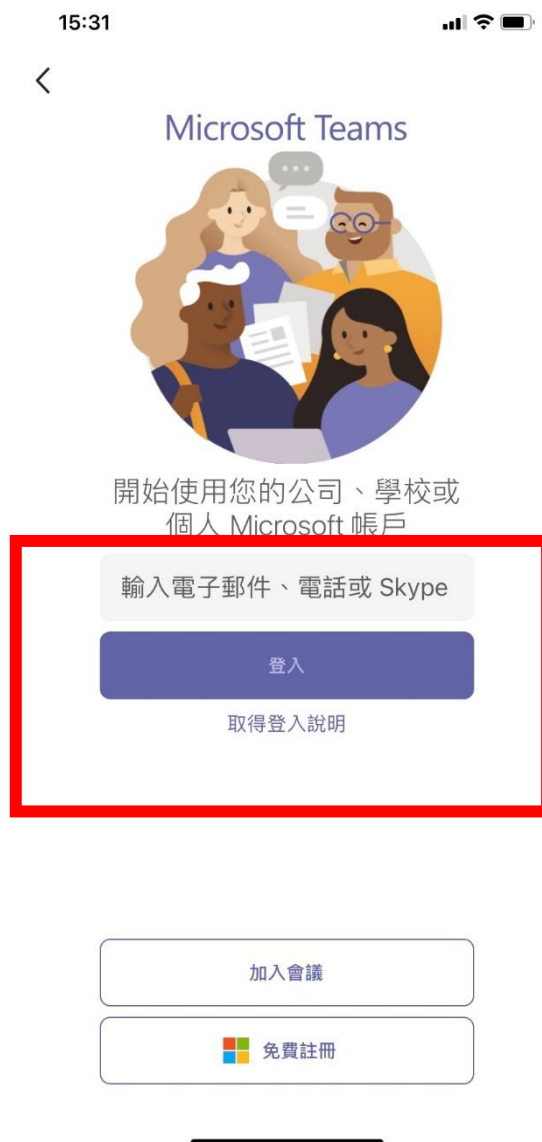 15:31
Microsoft Teams
開始使用您的公司、學校或
個人 Microsoft 帳戶
輸入電子郵件、電話或 Skype
登入
取得登入說明
加入會議
免費註冊